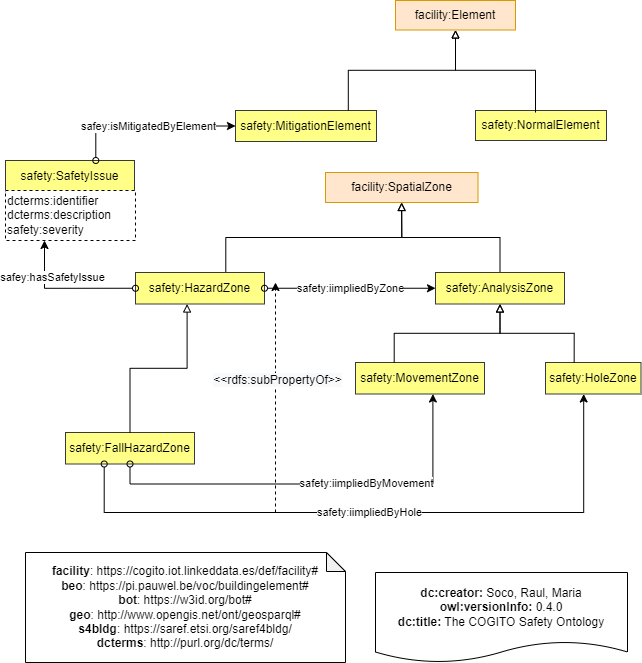 facility:Element
safey:isMitigatedByElement
safety:MitigationElement
safety:NormalElement
safety:SafetyIssue
dcterms:identifier
dcterms:description
safety:severity
facility:SpatialZone
safey:hasSafetyIssue
safety:HazardZone
safety:iimpliedByZone
safety:AnalysisZone
<<rdfs:subPropertyOf>>
safety:MovementZone
safety:HoleZone
safety:FallHazardZone
safety:iimpliedByMovement
safety:iimpliedByHole
facility: https://cogito.iot.linkeddata.es/def/facility#
beo: https://pi.pauwel.be/voc/buildingelement#
bot: https://w3id.org/bot#
geo: http://www.opengis.net/ont/geosparql#
s4bldg: https://saref.etsi.org/saref4bldg/
dcterms: http://purl.org/dc/terms/
dc:creator: Soco, Raul, Maria
owl:versionInfo: 0.4.0
dc:title: The COGITO Safety Ontology